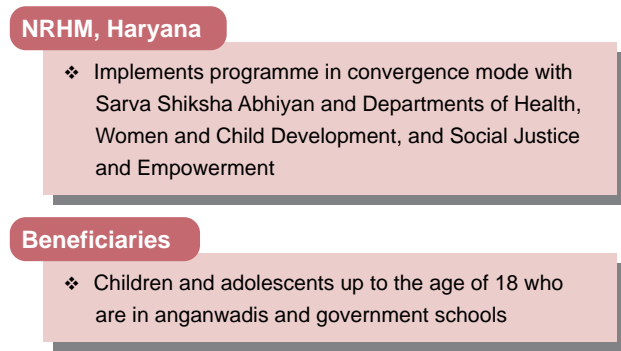 NRHM, Haryana
❖ Implements programme in convergence mode with
Sarva Shiksha Abhiyan and Departments of Health,
Women and Child Development, and Social Justice
and Empowerment
Beneficiaries
❖ Children and adolescents up to the age of 18 who
are in anganwadis and government schools